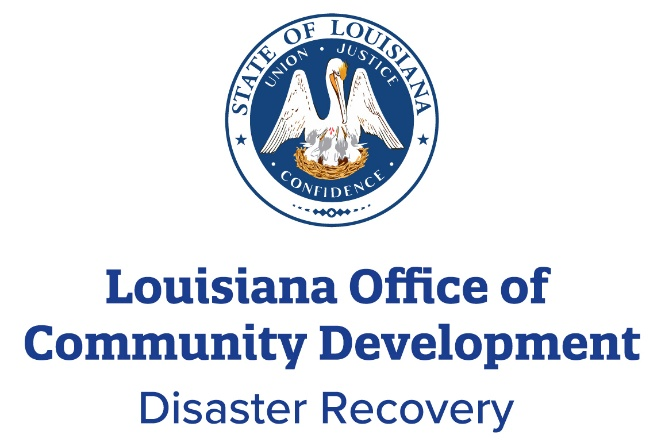 STATE OF LOUISIANA
UNION · JUSTICE
· CONFIDENCE ·
Louisiana Office of
Community Development
Disaster Recovery